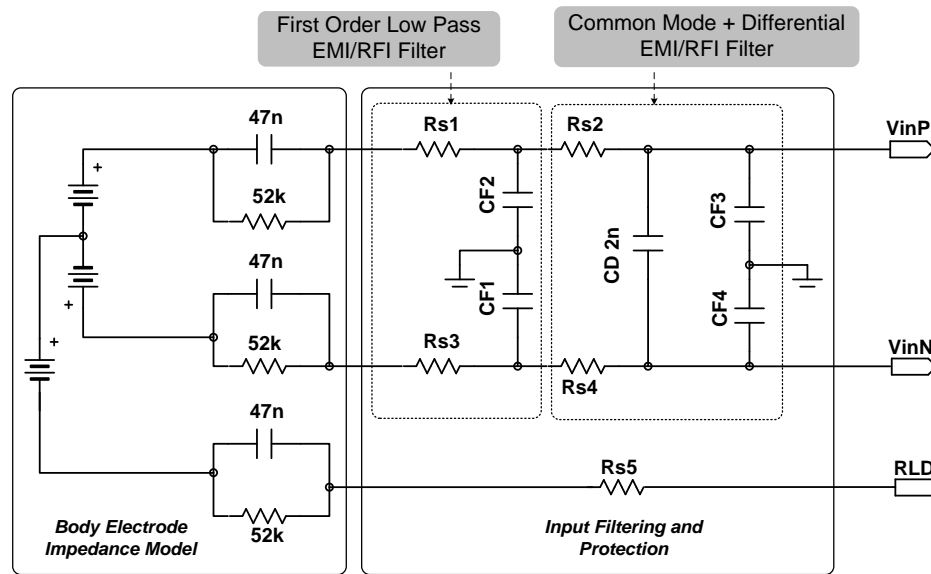 First Order Low Pass
EMI/RFI Filter
Common Mode + Differential
EMI/RFI Filter
47n
Rs1
Rs2
VinP
+
52k
CF2
CF3
47n
CD 2n
+
CF1
CF4
52k
Rs3
VinN
+
Rs4
47n
Rs5
RLD
52k
Body Electrode
Impedance Model
Input Filtering and
Protection